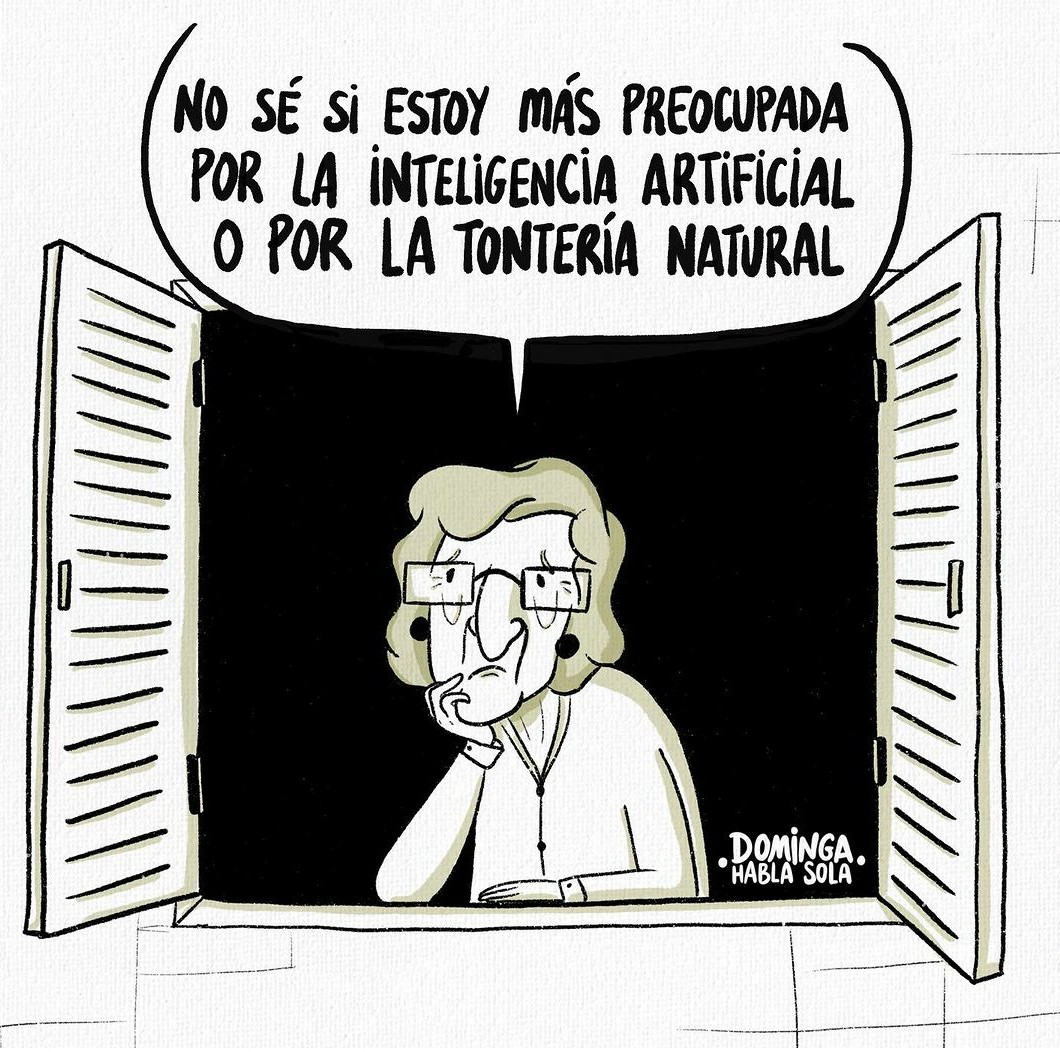 NO SÉ SI ESTOY MÁS PREOCUPADA
POR LA INTELIGENCIA ARTIFICIAL
O POR LA TONTERÍA NATURAL
.DOMINGA.
HABLA SOLA